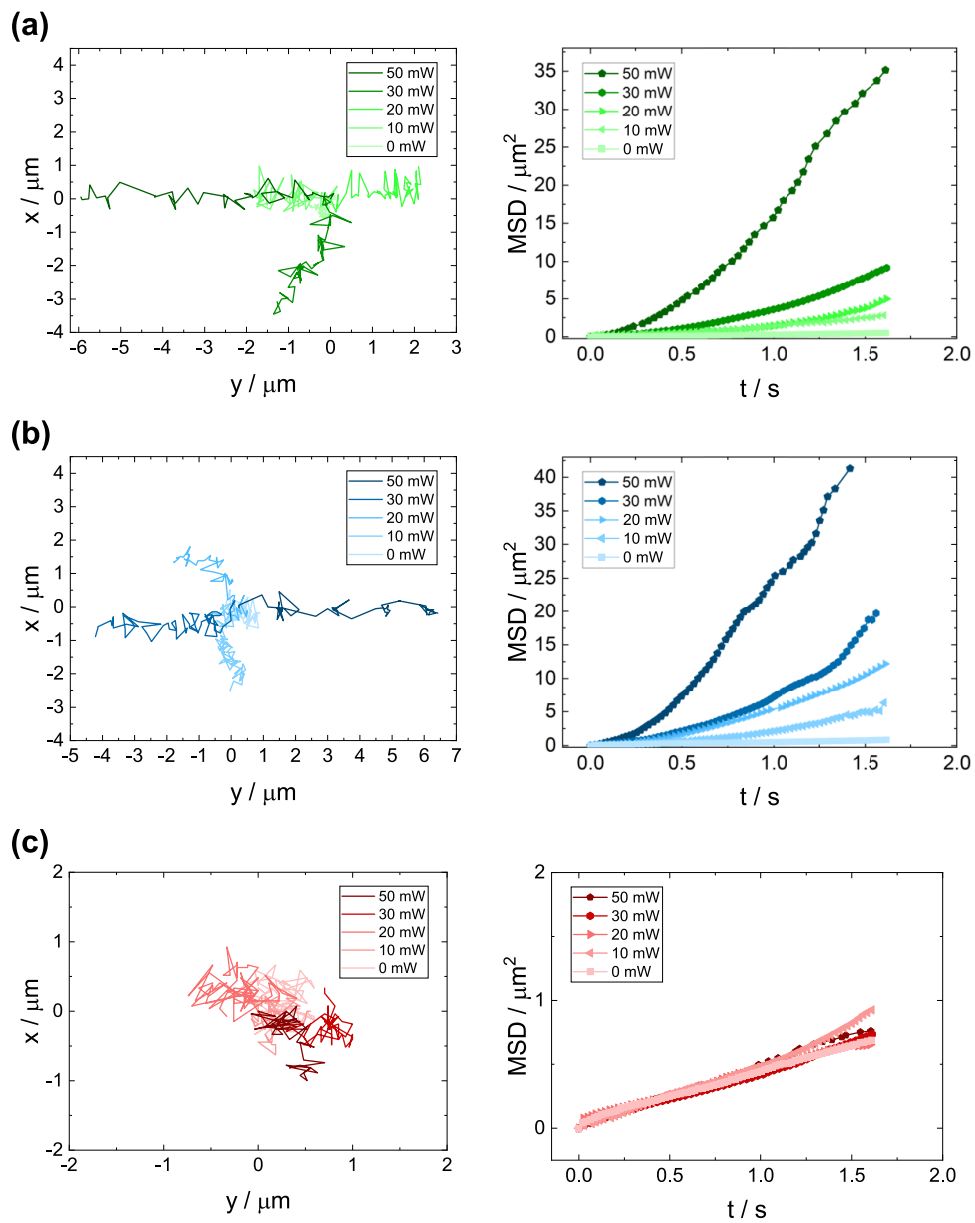 (a)
4
3
2
1
0
-1
-2
-3
-4
x / μm
-6 -5 -4 -3 -2 -1 0 1 2 3
y / μm
50 mW
30 mW
20 mW
10 mW
0 mW
35
30
25
20
15
10
5
0
MSD / μm²
0.0 0.5 1.0 1.5 2.0
t / s
50 mW
30 mW
20 mW
10 mW
0 mW
(b)
4
3
2
1
0
-1
-2
-3
-4
x / μm
-5 -4 -3 -2 -1 0 1 2 3 4 5 6 7
y / μm
50 mW
30 mW
20 mW
10 mW
0 mW
40
35
30
25
20
15
10
5
0
MSD / μm²
0.0 0.5 1.0 1.5 2.0
t / s
50 mW
30 mW
20 mW
10 mW
0 mW
(c)
2
1
0
-1
-2
x / μm
-2 -1 0 1 2
y / μm
50 mW
30 mW
20 mW
10 mW
0 mW
2
1
0
MSD / μm²
0.0 0.5 1.0 1.5 2.0
t / s
50 mW
30 mW
20 mW
10 mW
0 mW